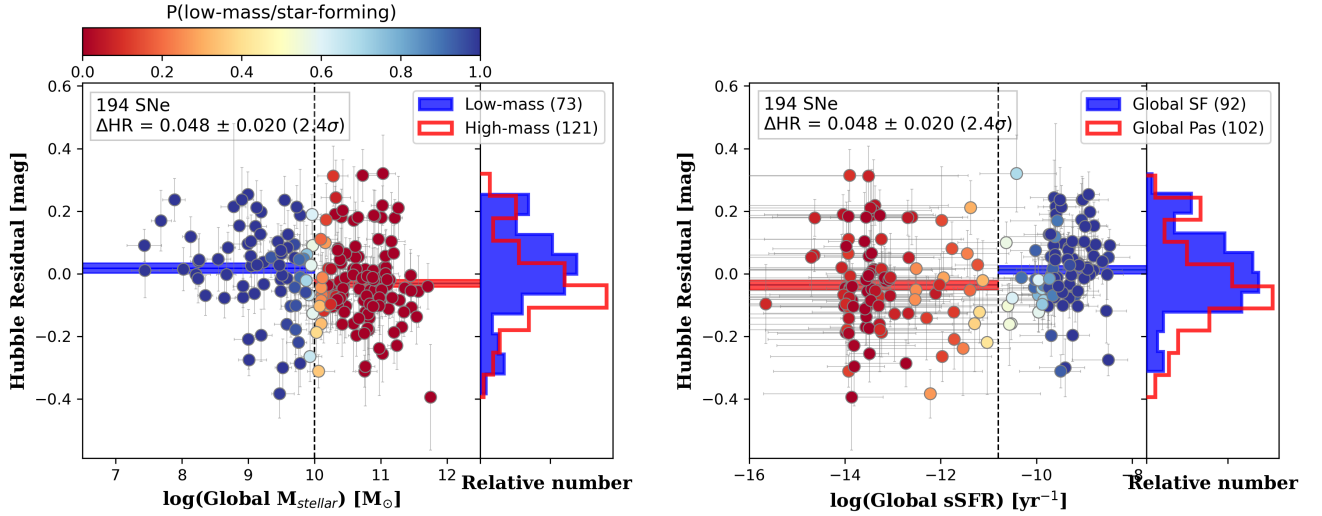 P(low-mass/star-forming)
0.0 0.2 0.4 0.6 0.8 1.0
194 SNe
ΔHR = 0.048 ± 0.020 (2.4σ)
Low-mass (73)
High-mass (121)
Hubble Residual [mag]
0.6
0.4
0.2
0.0
−0.2
−0.4
7 8 9 10 11 12
log(Global M_stellar) [M_⊙]
Relative number
194 SNe
ΔHR = 0.048 ± 0.020 (2.4σ)
Global SF (92)
Global Pas (102)
Hubble Residual [mag]
0.6
0.4
0.2
0.0
−0.2
−0.4
−16 −14 −12 −10 −8
log(Global sSFR) [yr⁻¹]
Relative number